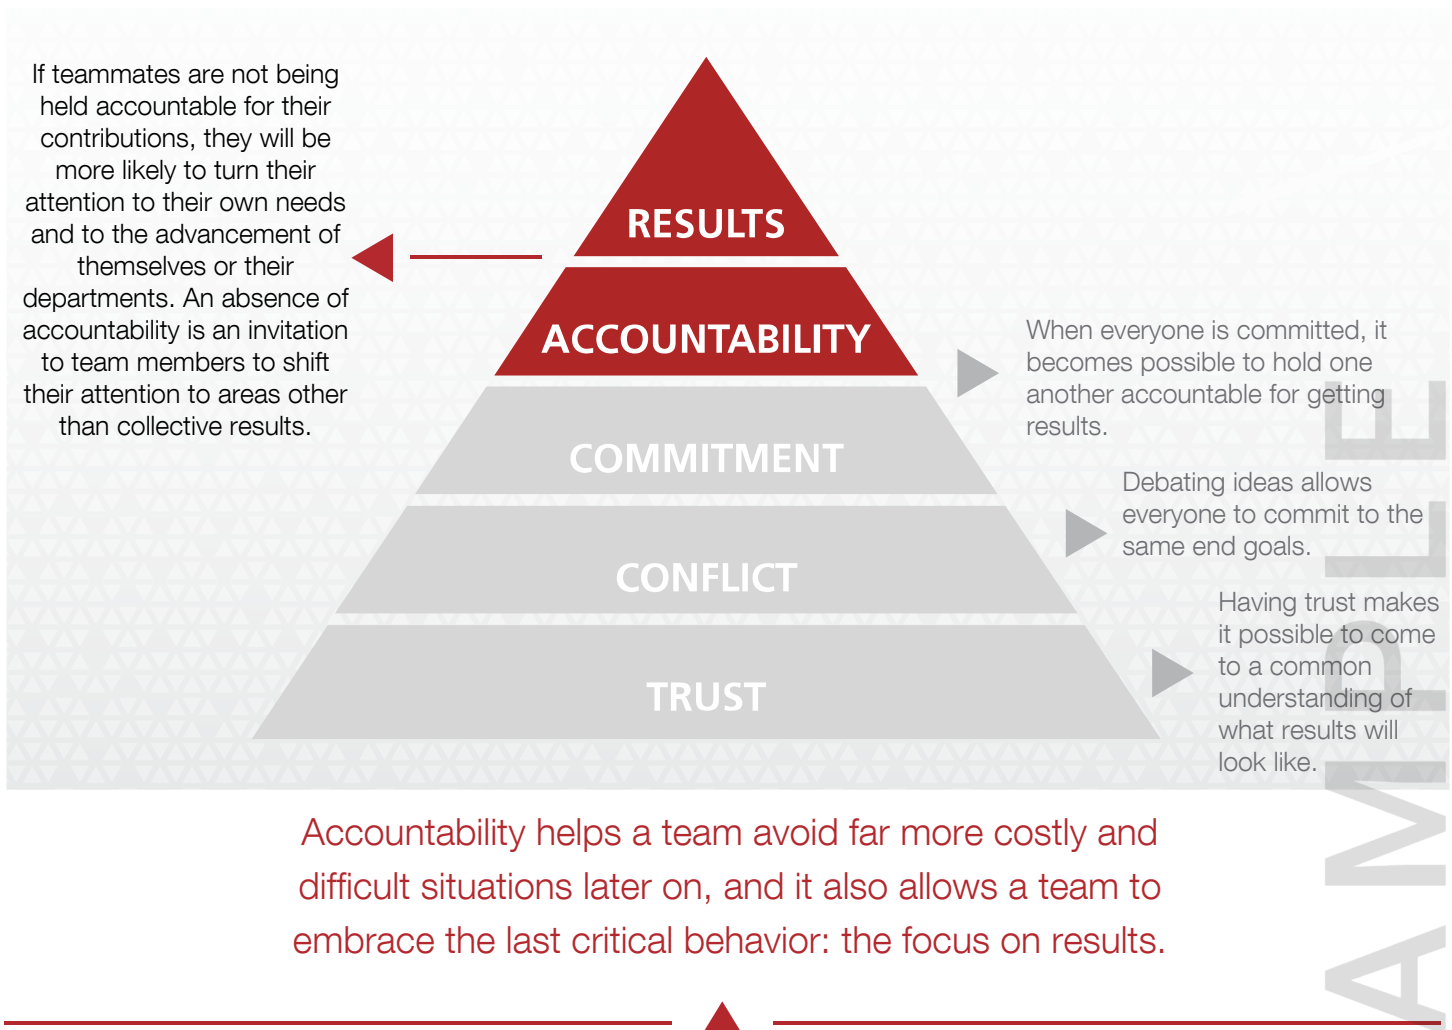 If teammates are not being
held accountable for their
contributions, they will be
more likely to turn their
attention to their own needs
and to the advancement of
themselves or their
departments. An absence of
accountability is an invitation
to team members to shift
their attention to areas other
than collective results.
RESULTS
ACCOUNTABILITY
COMMITMENT
CONFLICT
TRUST
When everyone is committed, it
becomes possible to hold one
another accountable for getting
results.
Debating ideas allows
everyone to commit to the
same end goals.
Having trust makes
it possible to come
to a common
understanding of
what results will
look like.
Accountability helps a team avoid far more costly and
difficult situations later on, and it also allows a team to
embrace the last critical behavior: the focus on results.
AMPLE